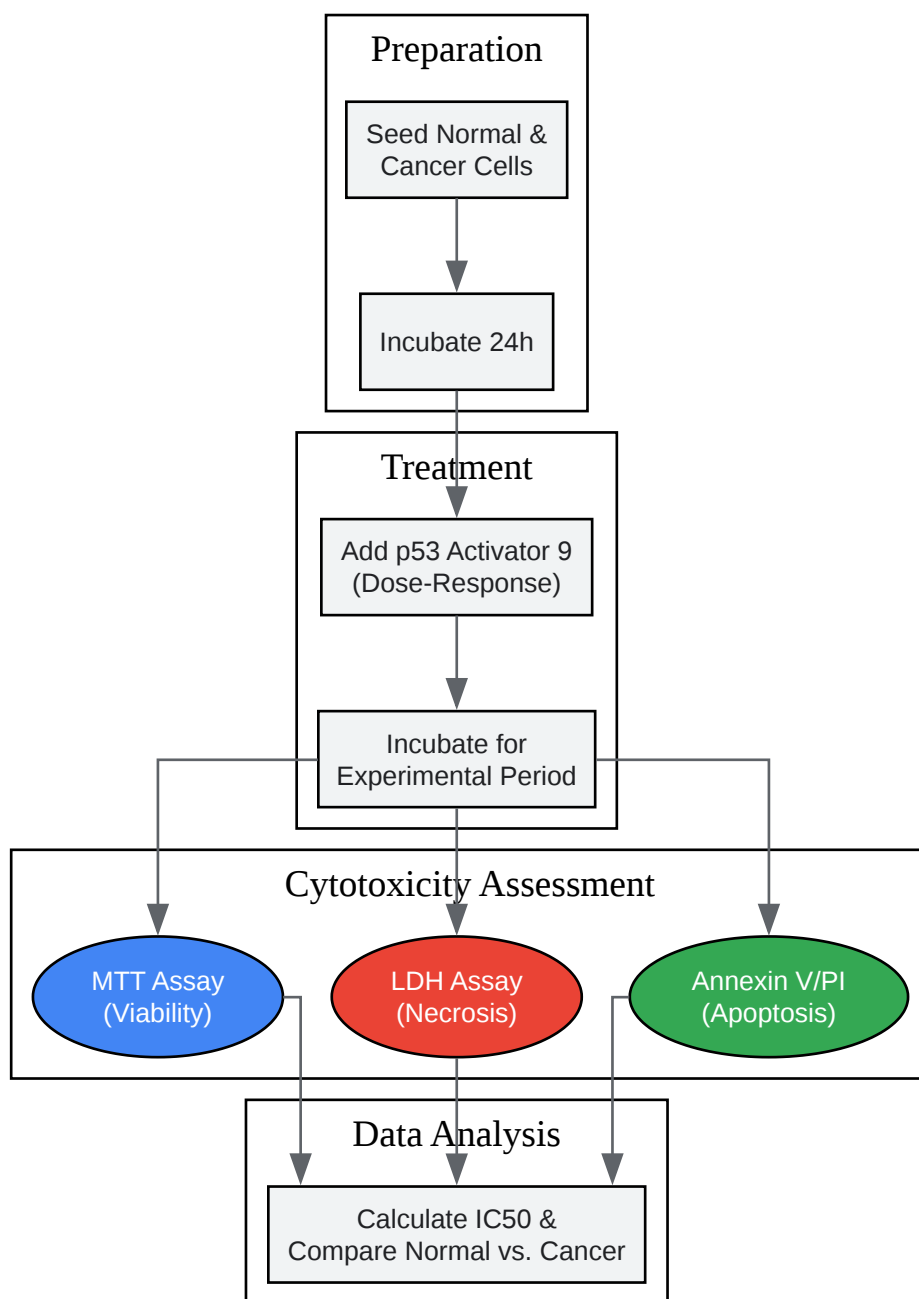 Preparation
Seed Normal &
Cancer Cells
Incubate 24h
Treatment
Add p53 Activator 9
(Dose-Response)
Incubate for
Experimental Period
Cytotoxicity Assessment
MTT Assay
(Viability)
LDH Assay
(Necrosis)
Annexin V/PI
(Apoptosis)
Data Analysis
Calculate IC50 &
Compare Normal vs. Cancer